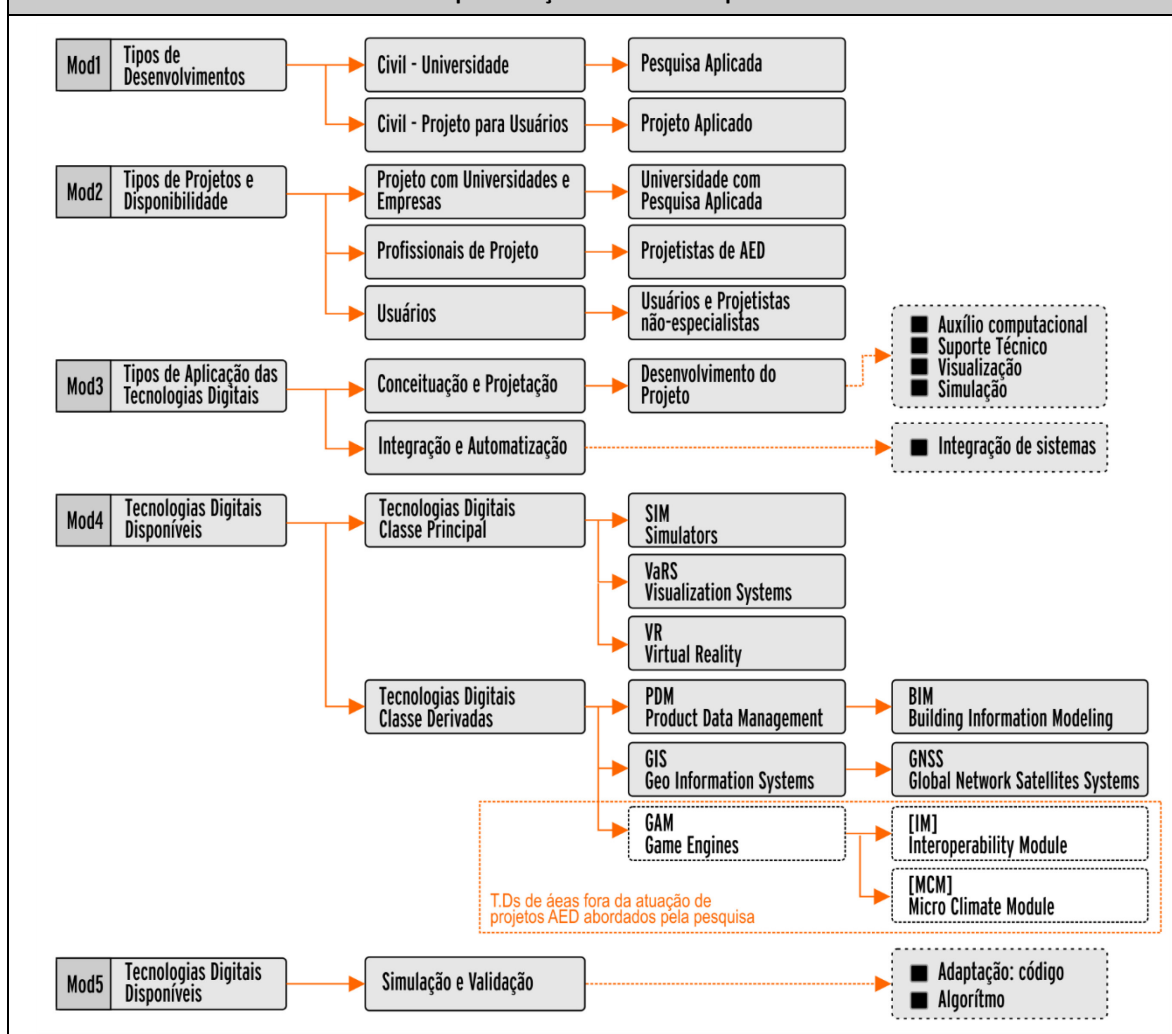 Mod1
Tipos de
Desenvolvimentos
Civil - Universidade
Pesquisa Aplicada
Civil - Projeto para Usuários
Projeto Aplicado
Mod2
Tipos de Projetos e
Disponibilidade
Projeto com Universidades e
Empresas
Universidade com
Pesquisa Aplicada
Profissionais de Projeto
Projetistas de AED
Usuários
Usuários e Projetistas
não-especialistas
Mod3
Tipos de Aplicação das
Tecnologias Digitais
Conceituação e Projetação
Desenvolvimento do
Projeto
Auxílio computacional
Suporte Técnico
Visualização
Simulação
Integração e Automatização
Integração de sistemas
Mod4
Tecnologias Digitais
Disponíveis
Tecnologias Digitais
Classe Principal
SIM
Simulators
VaRS
Visualization Systems
VR
Virtual Reality
Tecnologias Digitais
Classe Derivadas
PDM
Product Data Management
BIM
Building Information Modeling
GIS
Geo Information Systems
GNSS
Global Network Satellites Systems
GAM
Game Engines
[IM]
Interoperability Module
[MCM]
Micro Climate Module
T.Ds de áeas fora da atuação de
projetos AED abordados pela pesquisa
Mod5
Tecnologias Digitais
Disponíveis
Simulação e Validação
Adaptação: código
Algorítmo